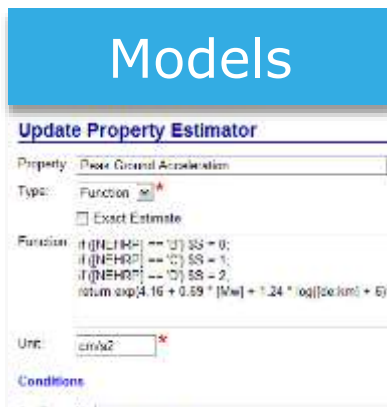 Models
Update Property Estimator
Property Peak Ground Acceleration
Type: Function *
Exact Estimate
Function if ([NEHRP] == 'B') $S = 0;
if ([NEHRP] == 'C') $S = 1;
if ([NEHRP] == 'D') $S = 2;
return exp(4.16 + 0.69 * [Mw] + 1.24 * log([de:km] + 6)
Unit: cm/s2 *
Conditions